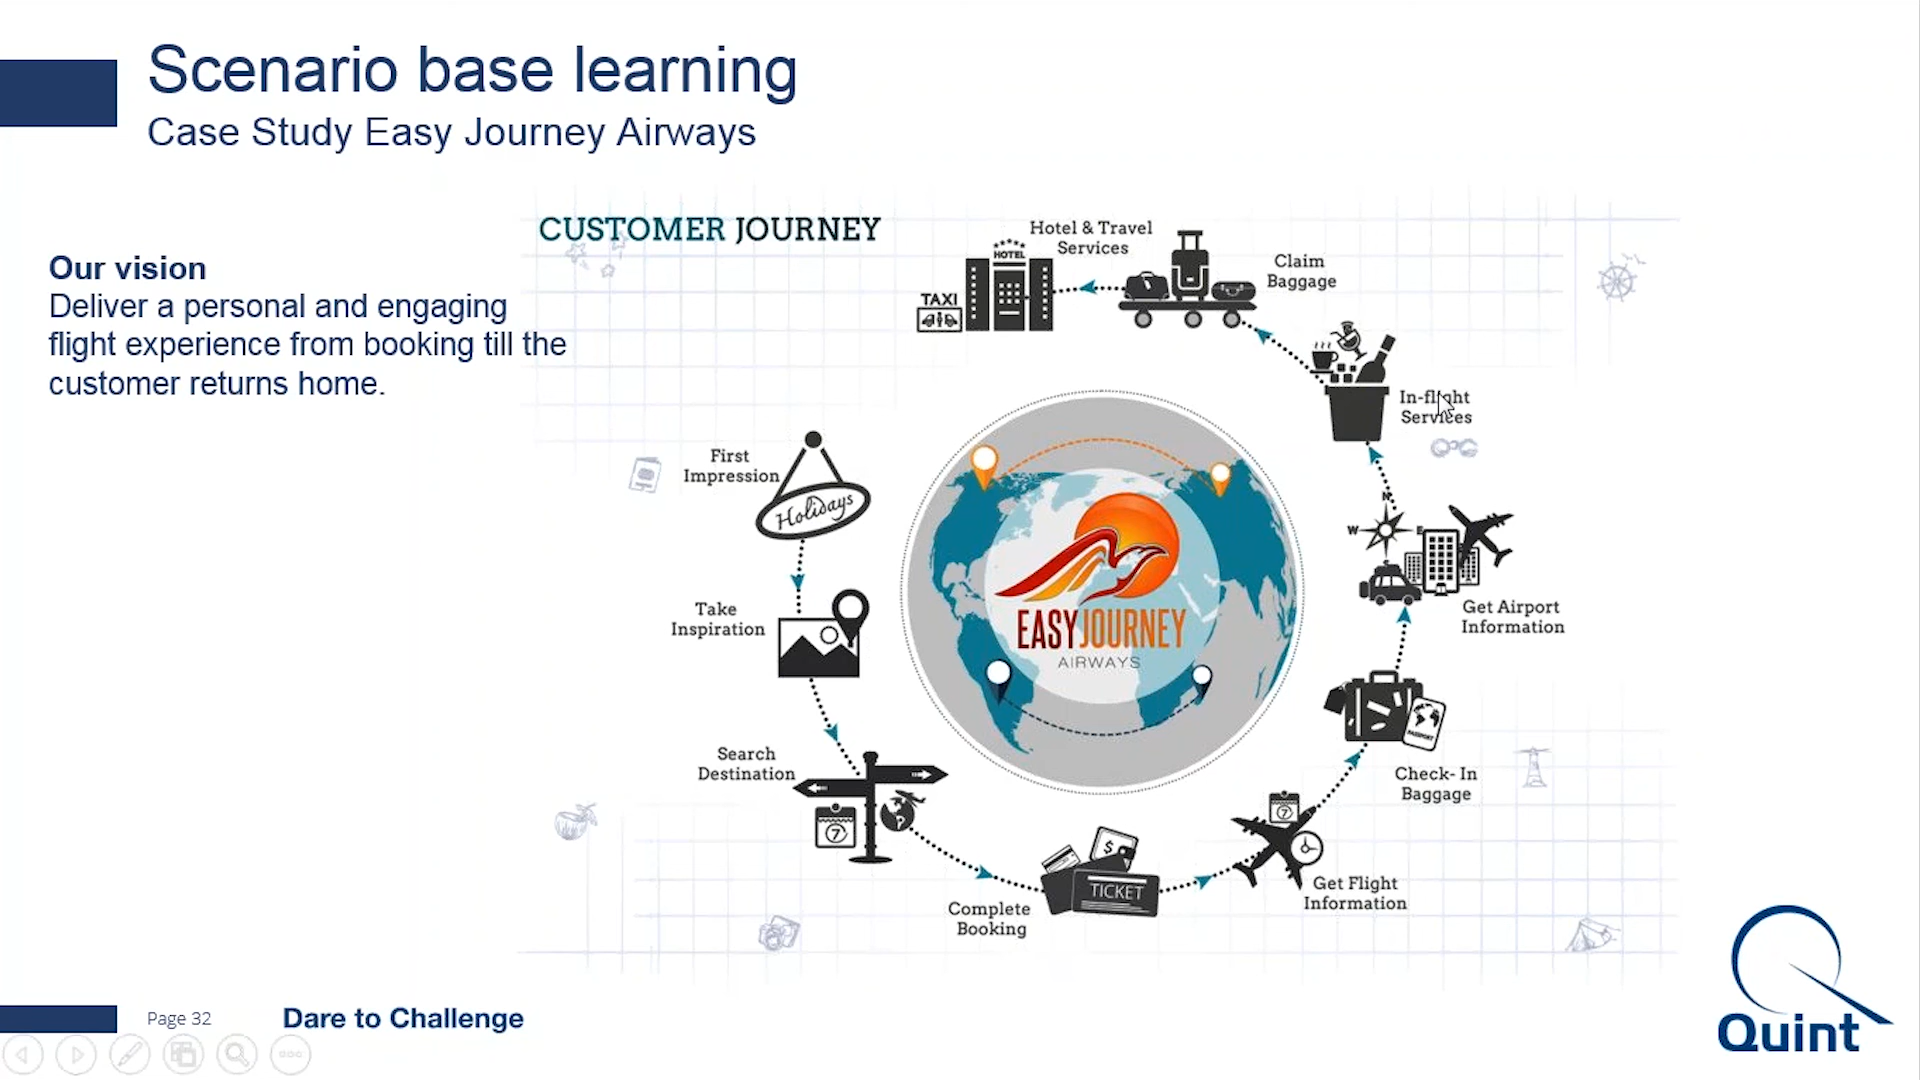 Scenario base learning
Case Study Easy Journey Airways
Our vision
Deliver a personal and engaging
flight experience from booking till the
customer returns home.
CUSTOMER JOURNEY
First
Impression
Holidays
Take
Inspiration
Search
Destination
7
?
Complete
Booking
$
TICKET
7
Get Flight
Information
Check- In
Baggage
PASSPORT
Get Airport
Information
N
W
E
In-flight
Services
Claim
Baggage
Hotel & Travel
Services
HOTEL
TAXI
EASYJOURNEY
AIRWAYS
Page 32
Dare to Challenge
Quint